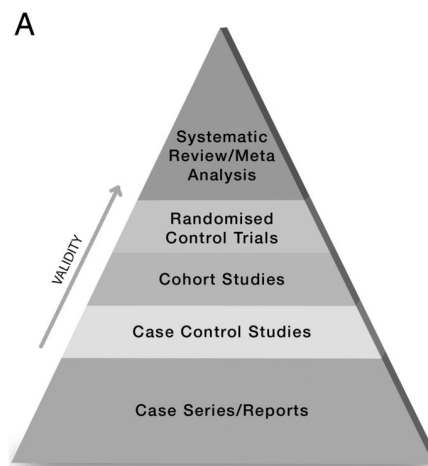 A
Systematic
Review/Meta
Analysis
Randomised
Control Trials
VALIDITY
Cohort Studies
Case Control Studies
Case Series/Reports